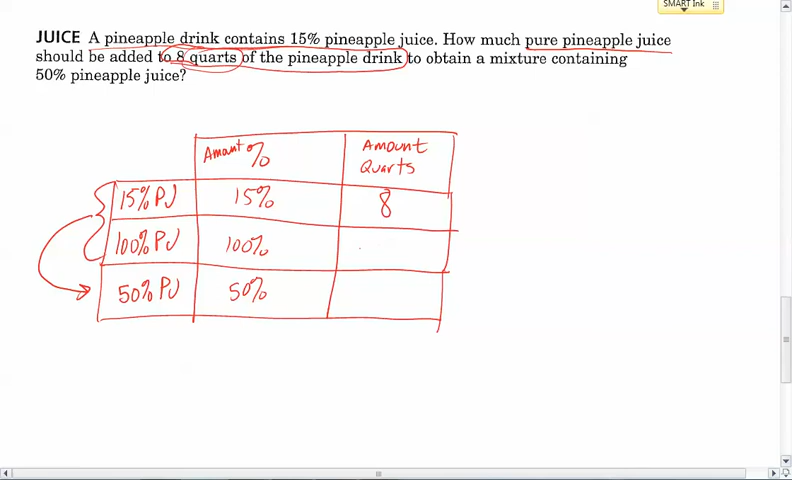 SMART Ink
JUICE A pineapple drink contains 15% pineapple juice. How much pure pineapple juice
should be added to 8 quarts of the pineapple drink to obtain a mixture containing
50% pineapple juice?
Amount % Amount
Quarts
15% PJ 15% 8
100% PJ 100%
50% PJ 50%